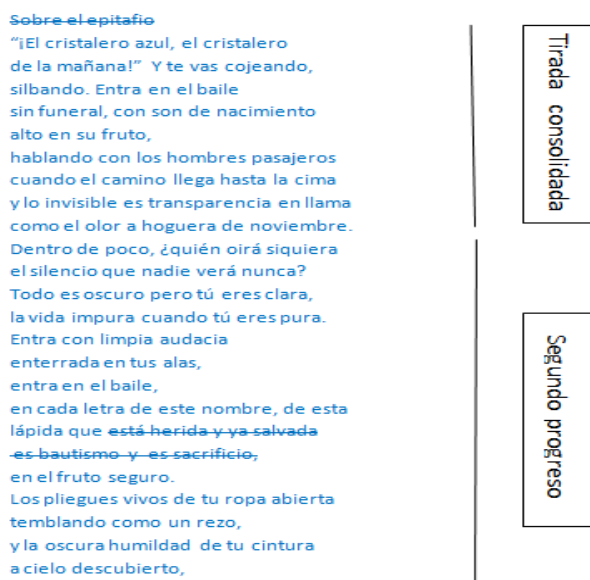 Sobre el epitafio
“¡El cristalero azul, el cristalero
de la mañana!” Y te vas cojeando,
silbando. Entra en el baile
sin funeral, con son de nacimiento
alto en su fruto,
hablando con los hombres pasajeros
cuando el camino llega hasta la cima
y lo invisible es transparencia en llama
como el olor a hoguera de noviembre.
Dentro de poco, ¿quién oirá siquiera
el silencio que nadie verá nunca?
Todo es oscuro pero tú eres clara,
la vida impura cuando tú eres pura.
Entra con limpia audacia
enterrada en tus alas,
entra en el baile,
en cada letra de este nombre, de esta
lápida que está herida y ya salvada
es bautismo y es sacrificio,
en el fruto seguro.
Los pliegues vivos de tu ropa abierta
temblando como un rezo,
y la oscura humildad de tu cintura
a cielo descubierto,
Tirada consolidada
Segundo progreso